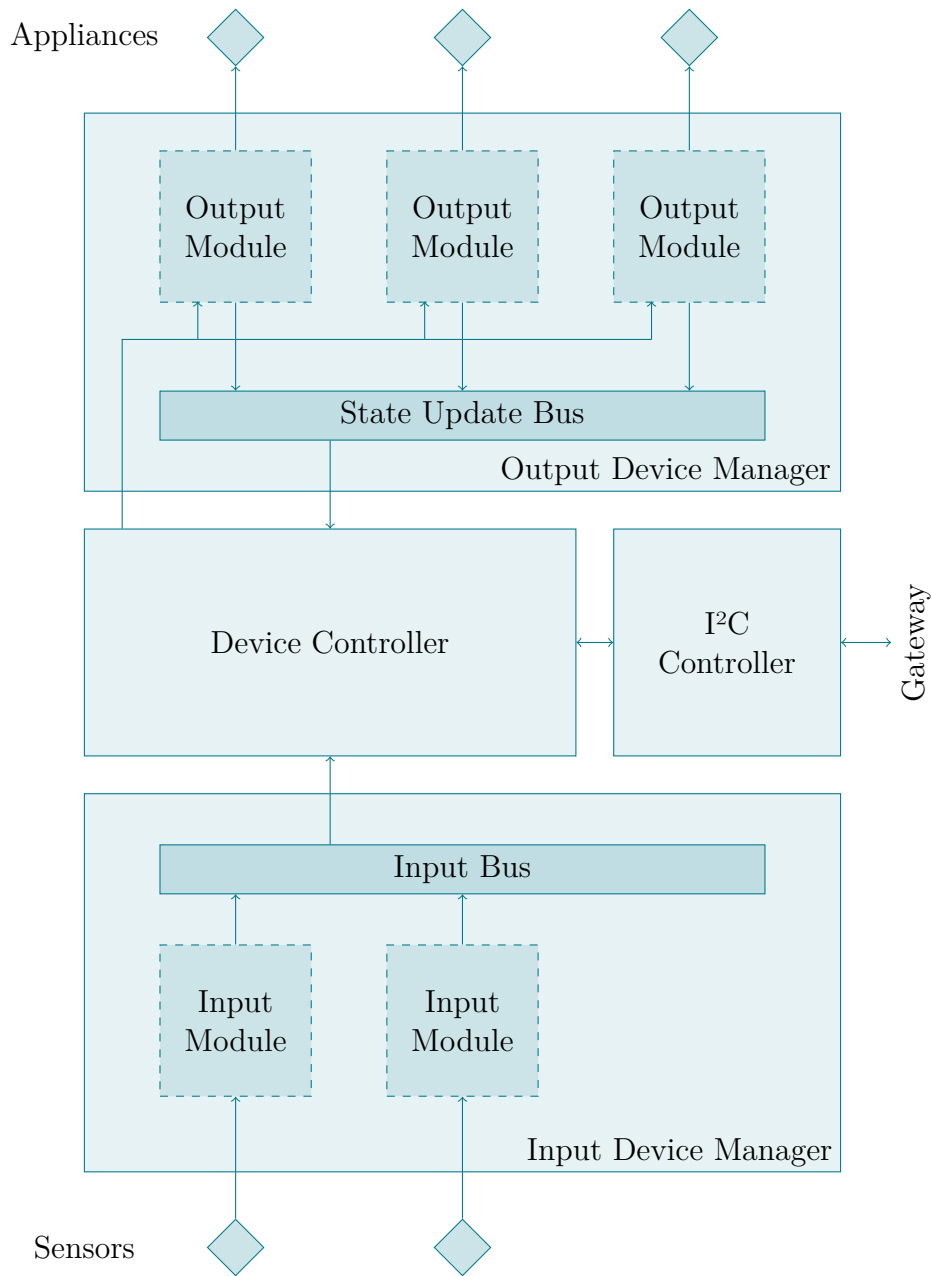 Appliances
Output
Module
Output
Module
Output
Module
State Update Bus
Output Device Manager
Device Controller
I²C
Controller
Gateway
Input Bus
Input
Module
Input
Module
Input Device Manager
Sensors